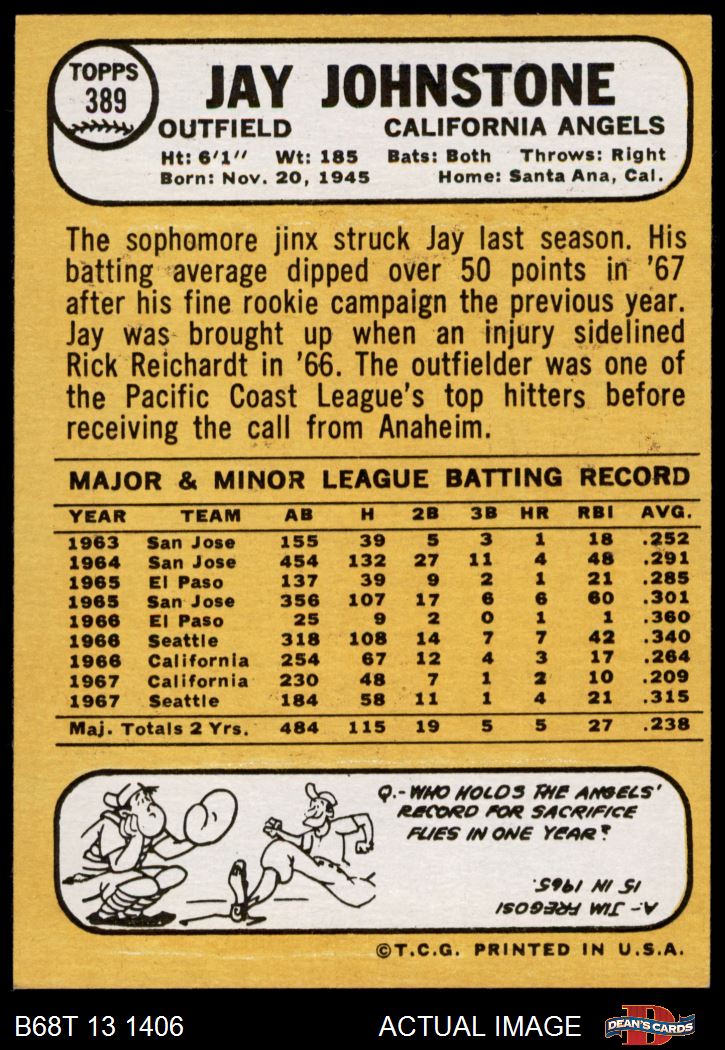 TOPPS
389
JAY JOHNSTONE
OUTFIELD CALIFORNIA ANGELS
Ht: 6'1" Wt: 185 Bats: Both Throws: Right
Born: Nov. 20, 1945 Home: Santa Ana, Cal.
The sophomore jinx struck Jay last season. His
batting average dipped over 50 points in '67
after his fine rookie campaign the previous year.
Jay was brought up when an injury sidelined
Rick Reichardt in '66. The outfielder was one of
the Pacific Coast League's top hitters before
receiving the call from Anaheim.
MAJOR & MINOR LEAGUE BATTING RECORD
YEAR TEAM AB H 2B 3B HR RBI AVG.
1963 San Jose 155 39 5 3 1 18 .252
1964 San Jose 454 132 27 11 4 48 .291
1965 El Paso 137 39 9 2 1 21 .285
1965 San Jose 356 107 17 6 6 60 .301
1966 El Paso 25 9 2 0 1 1 .360
1966 Seattle 318 108 14 7 7 42 .340
1966 California 254 67 12 4 3 17 .264
1967 California 230 48 7 1 2 10 .209
1967 Seattle 184 58 11 1 4 21 .315
Maj. Totals 2 Yrs. 484 115 19 5 5 27 .238
Q.-WHO HOLDS THE ANGELS'
RECORD FOR SACRIFICE
FLIES IN ONE YEAR?
A.- JIM FREGOSI
15 IN 1965.
©T.C.G. PRINTED IN U.S.A.
B68T 13 1406 ACTUAL IMAGE
D
DEAN'S CARDS